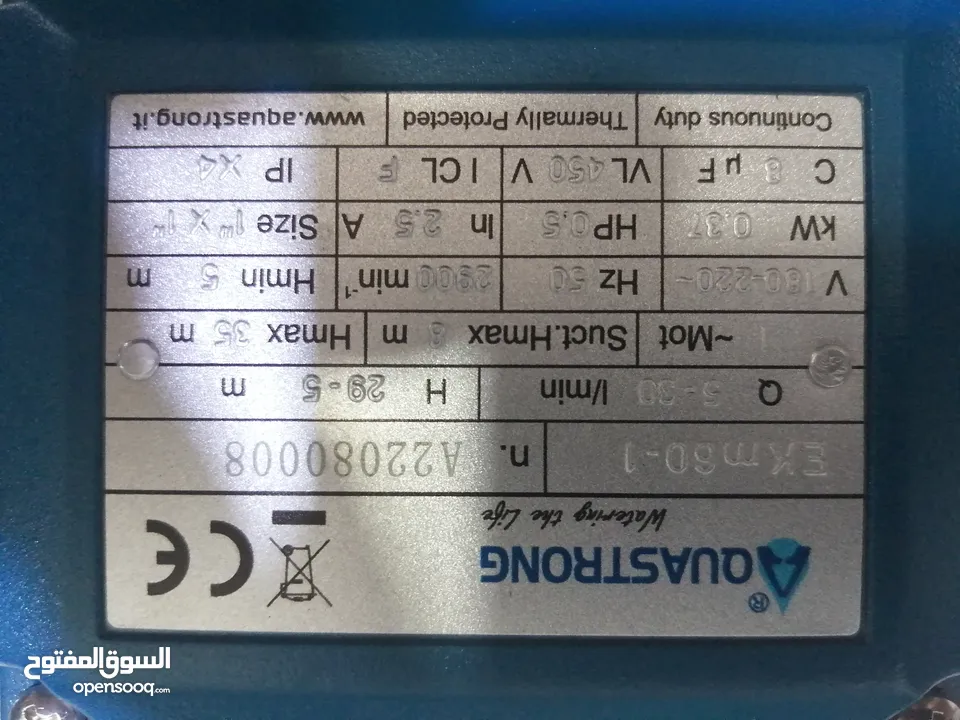 AQUASTRONG ®
Watering the Life
CE
EKm60-1 n. A22080008
Q 5-30 l/min H 29-5 m
1 ~Mot Suct.Hmax 8 m Hmax 35 m
V 180-220~ Hz 50 2900 min⁻¹ Hmin 5 m
kW 0.37 HP 0.5 In 2.5 A Size 1" X 1"
C 8 µF VL 450 V I CL F IP X4
Continuous duty Thermally Protected www.aquastrong.it
السوق المفتوح
opensooq.com